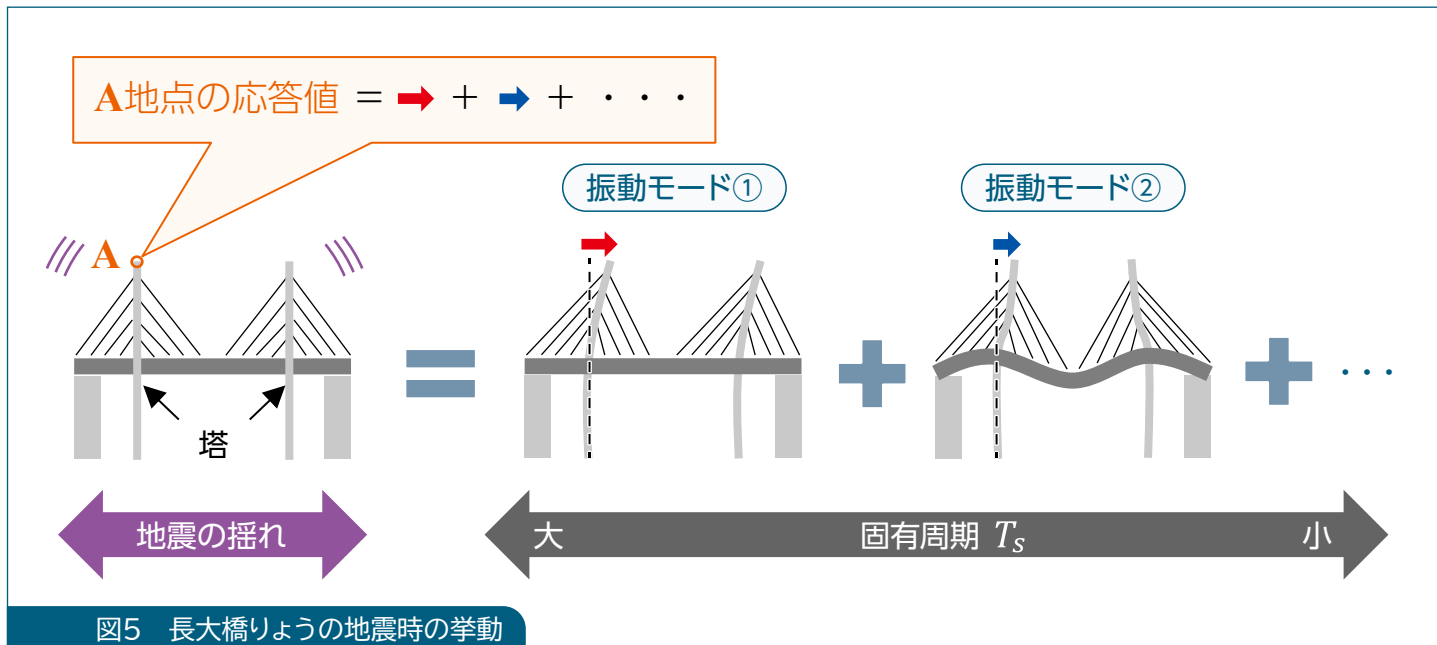 A地点の応答値 = ➡ + ➡ + ・・・
振動モード①
振動モード②
A
塔
・・・
地震の揺れ
大 固有周期 Ts 小
図5 長大橋りょうの地震時の挙動